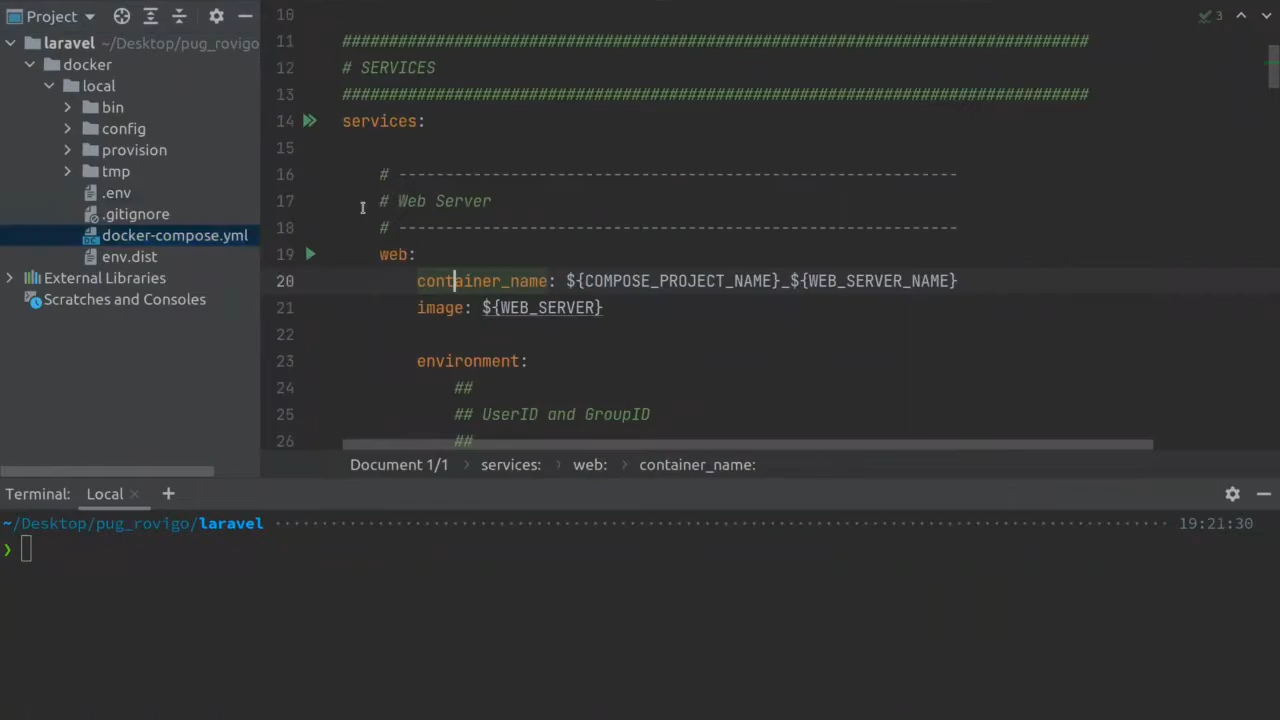 Project
laravel ~/Desktop/pug_rovigo
docker
local
bin
config
provision
tmp
.env
.gitignore
docker-compose.yml
env.dist
External Libraries
Scratches and Consoles
3
10
11 ################################################################################
12 # SERVICES
13 ################################################################################
14 services:
15
16 # ------------------------------------------------------------
17 # Web Server
18 # ------------------------------------------------------------
19 web:
20 container_name: ${COMPOSE_PROJECT_NAME}_${WEB_SERVER_NAME}
21 image: ${WEB_SERVER}
22
23 environment:
24 ##
25 ## UserID and GroupID
26 ##
Document 1/1 › services: › web: › container_name:
Terminal: Local × +
~/Desktop/pug_rovigo/laravel 19:21:30
❯